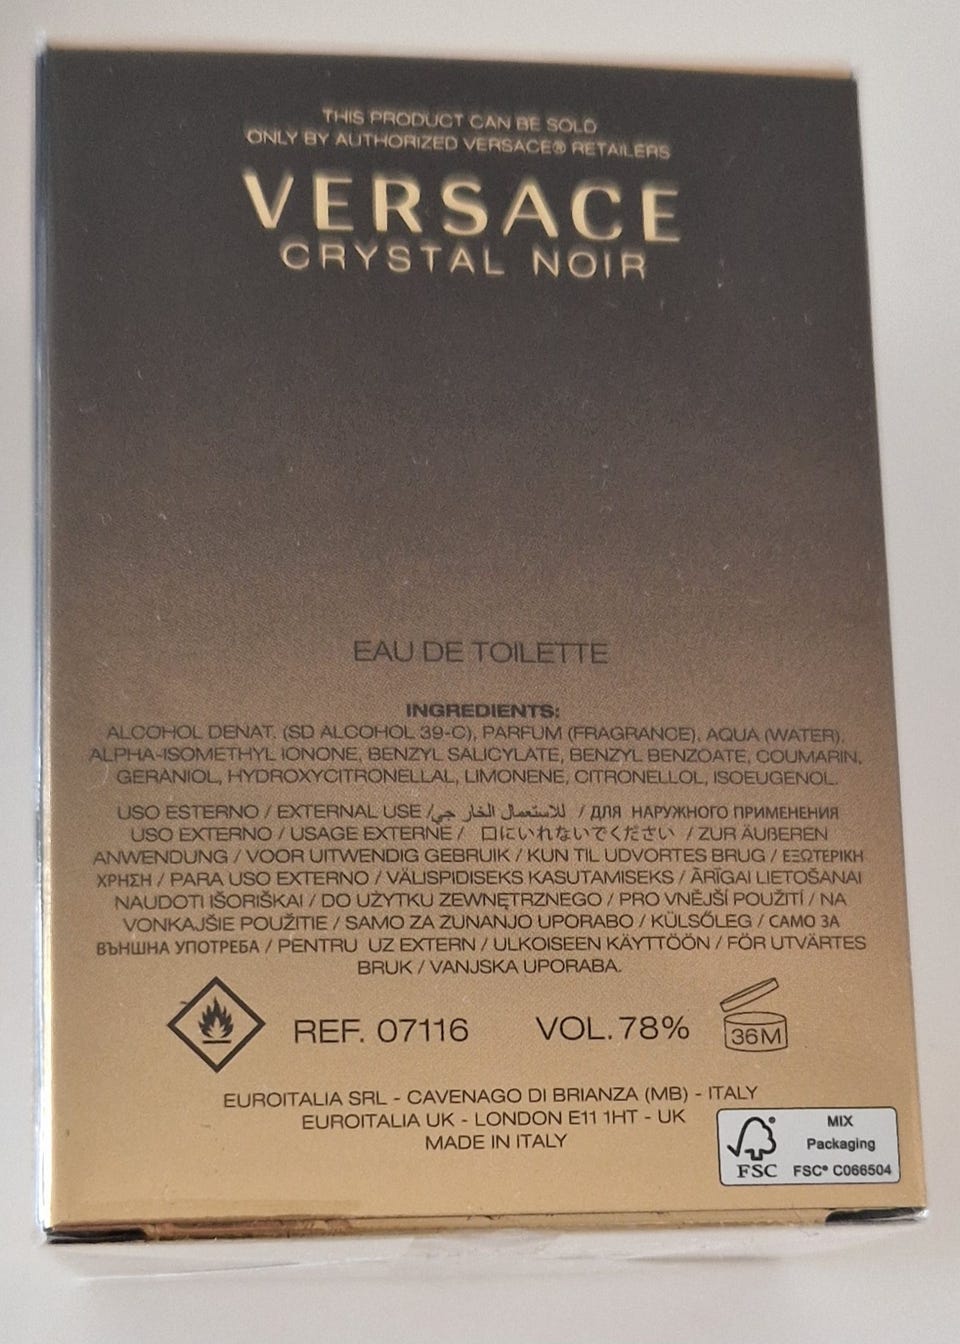 THIS PRODUCT CAN BE SOLD
ONLY BY AUTHORIZED VERSACE® RETAILERS
VERSACE
CRYSTAL NOIR
EAU DE TOILETTE
INGREDIENTS:
ALCOHOL DENAT. (SD ALCOHOL 39-C), PARFUM (FRAGRANCE), AQUA (WATER),
ALPHA-ISOMETHYL IONONE, BENZYL SALICYLATE, BENZYL BENZOATE, COUMARIN,
GERANIOL, HYDROXYCITRONELLAL, LIMONENE, CITRONELLOL, ISOEUGENOL.
USO ESTERNO / EXTERNAL USE / للاستعمال الخار جي / ДЛЯ НАРУЖНОГО ПРИМЕНЕНИЯ
USO EXTERNO / USAGE EXTERNE / 口にいれないでください / ZUR ÄUßEREN
ANWENDUNG / VOOR UITWENDIG GEBRUIK / KUN TIL UDVORTES BRUG / ΕΞΩΤΕΡΙΚΗ
ΧΡΗΣΗ / PARA USO EXTERNO / VÄLISPIDISEKS KASUTAMISEKS / ĀRĪGAI LIETOŠANAI
NAUDOTI IŠORIŠKAI / DO UŻYTKU ZEWNĘTRZNEGO / PRO VNĚJŠÍ POUŽITÍ / NA
VONKAJŠIE POUŽITIE / SAMO ZA ZUNANJO UPORABO / KÜLSŐLEG / САМО ЗА
ВЪНШНА УПОТРЕБА / PENTRU UZ EXTERN / ULKOISEEN KÄYTTÖÖN / FÖR UTVÄRTES
BRUK / VANJSKA UPORABA.
REF. 07116 VOL. 78% 36M
EUROITALIA SRL - CAVENAGO DI BRIANZA (MB) - ITALY
EUROITALIA UK - LONDON E11 1HT - UK
MADE IN ITALY
FSC
MIX
Packaging
FSC® C066504